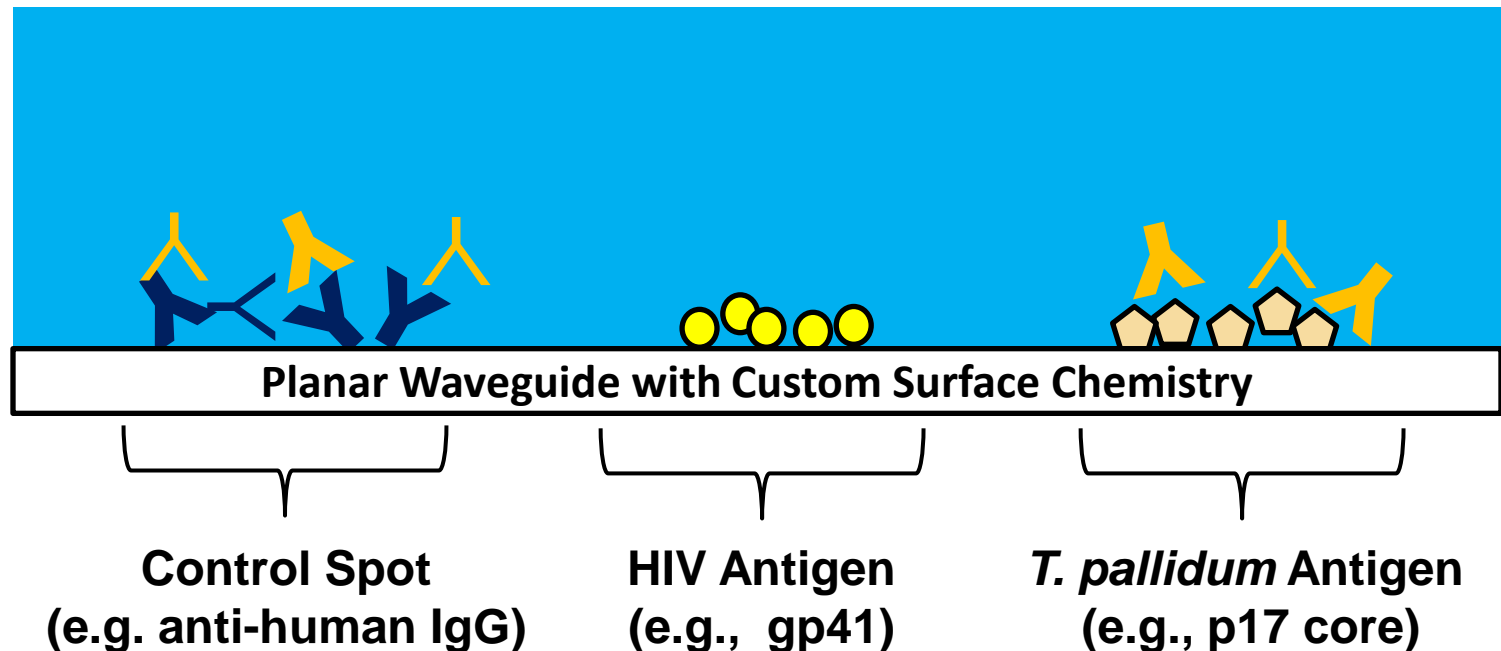 Planar Waveguide with Custom Surface Chemistry
Control Spot
(e.g. anti-human IgG)
HIV Antigen
(e.g., gp41)
T. pallidum Antigen
(e.g., p17 core)